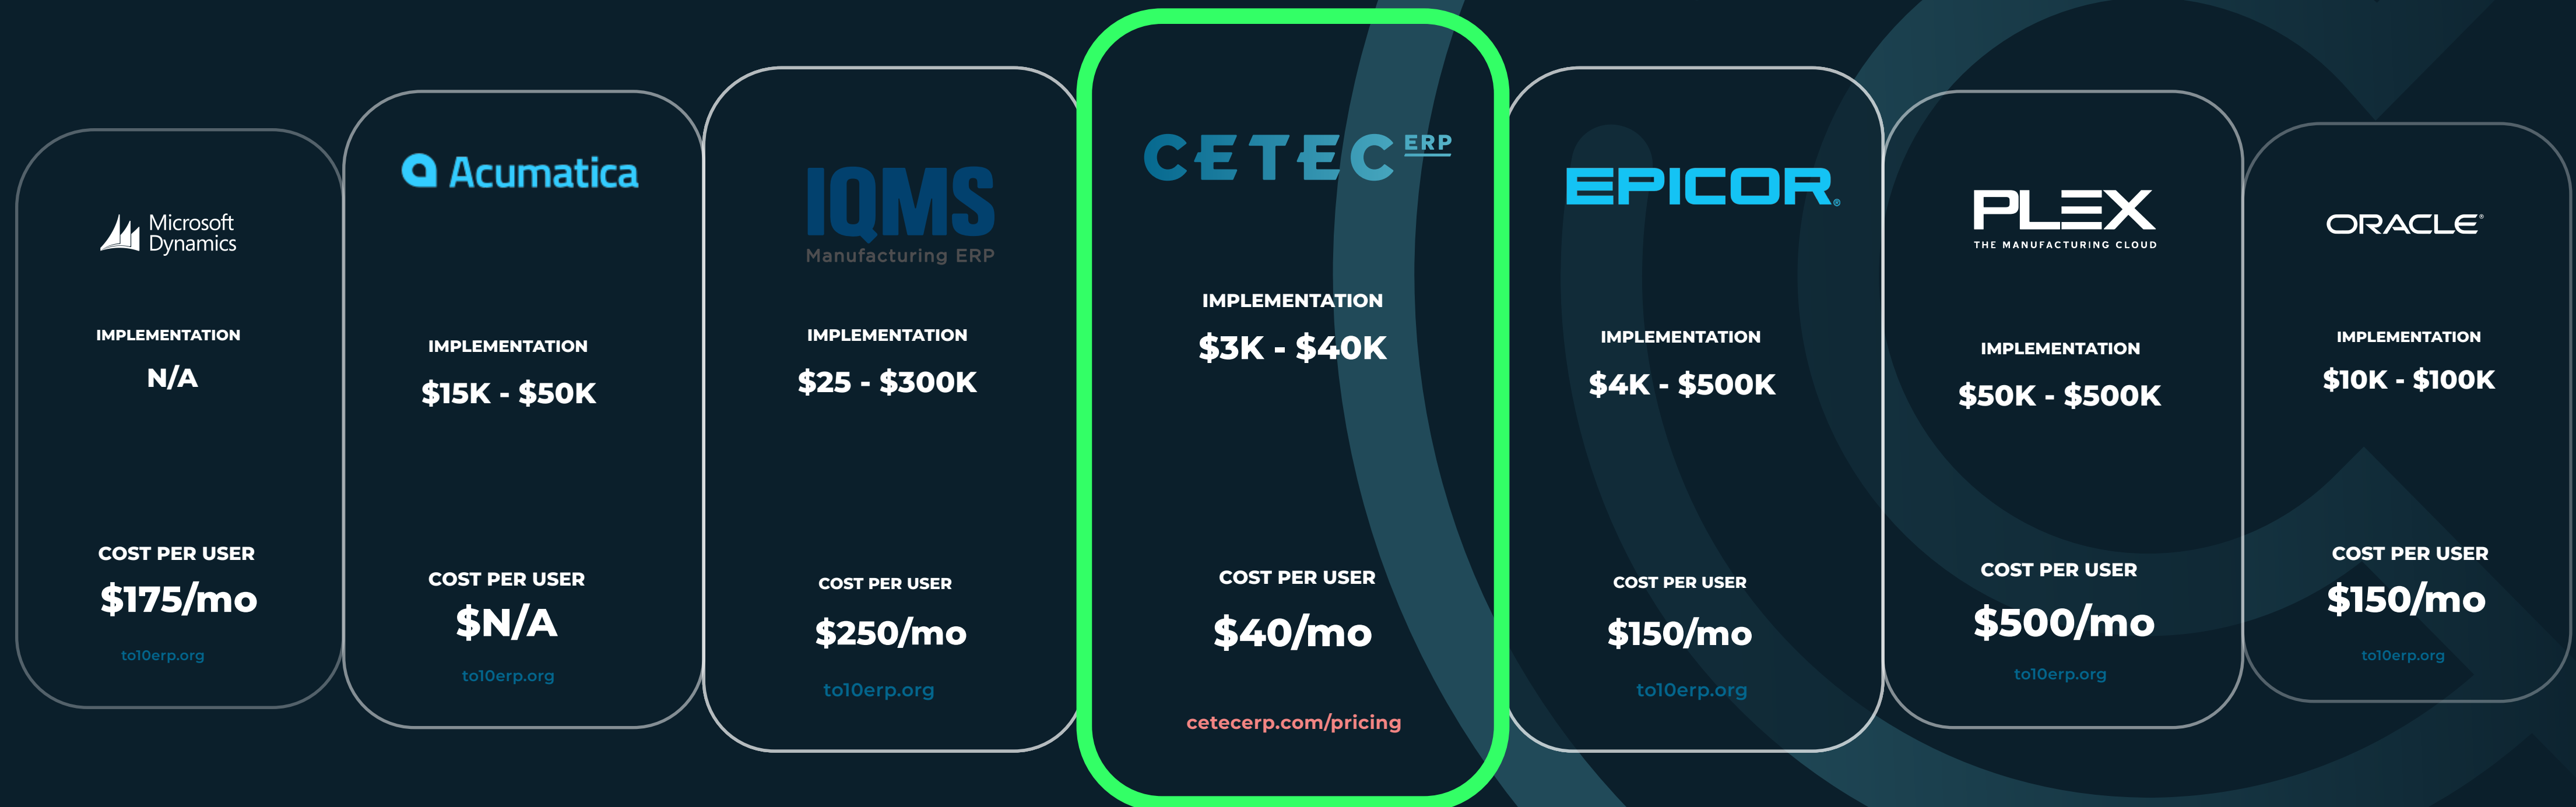 Microsoft
Dynamics
IMPLEMENTATION
N/A
COST PER USER
$175/mo
to10erp.org
Acumatica
IMPLEMENTATION
$15K - $50K
COST PER USER
$N/A
to10erp.org
IQMS
Manufacturing ERP
IMPLEMENTATION
$25 - $300K
COST PER USER
$250/mo
to10erp.org
CETEC ERP
IMPLEMENTATION
$3K - $40K
COST PER USER
$40/mo
cetecerp.com/pricing
EPICOR®
IMPLEMENTATION
$4K - $500K
COST PER USER
$150/mo
to10erp.org
PLEX
THE MANUFACTURING CLOUD
IMPLEMENTATION
$50K - $500K
COST PER USER
$500/mo
to10erp.org
ORACLE®
IMPLEMENTATION
$10K - $100K
COST PER USER
$150/mo
to10erp.org